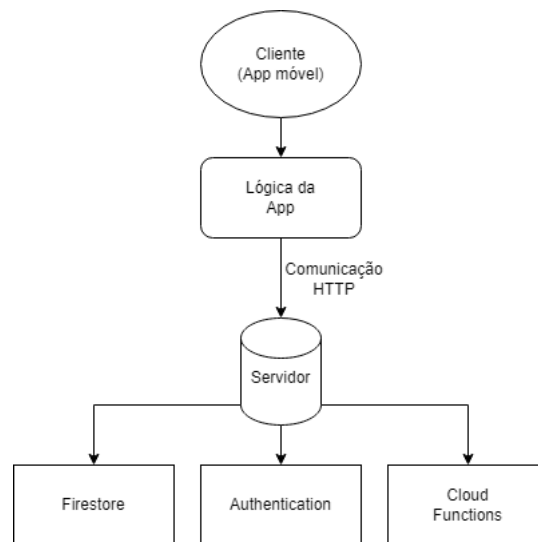 Cliente
(App móvel)
Lógica da
App
Comunicação
HTTP
Servidor
Firestore
Authentication
Cloud
Functions